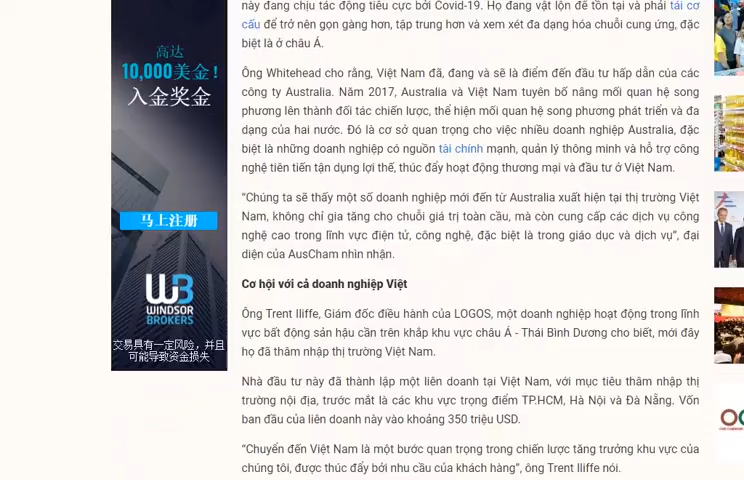 này đang chịu tác động tiêu cực bởi Covid-19. Họ đang vật lộn để tồn tại và phải tái cơ
cấu để trở nên gọn gàng hơn, tập trung hơn và xem xét đa dạng hóa chuỗi cung ứng, đặc
biệt là ở châu Á.
Ông Whitehead cho rằng, Việt Nam đã, đang và sẽ là điểm đến đầu tư hấp dẫn của các
công ty Australia. Năm 2017, Australia và Việt Nam tuyên bố nâng mối quan hệ song
phương lên thành đối tác chiến lược, thể hiện mối quan hệ song phương phát triển và đa
dạng của hai nước. Đó là cơ sở quan trọng cho việc nhiều doanh nghiệp Australia, đặc
biệt là những doanh nghiệp có nguồn tài chính mạnh, quản lý thông minh và hỗ trợ công
nghệ tiên tiến tận dụng lợi thế, thúc đẩy hoạt động thương mại và đầu tư ở Việt Nam.
“Chúng ta sẽ thấy một số doanh nghiệp mới đến từ Australia xuất hiện tại thị trường Việt
Nam, không chỉ gia tăng cho chuỗi giá trị toàn cầu, mà còn cung cấp các dịch vụ công
nghệ cao trong lĩnh vực điện tử, công nghệ, đặc biệt là trong giáo dục và dịch vụ”, đại
diện của AusCham nhìn nhận.
Cơ hội với cả doanh nghiệp Việt
Ông Trent Iliffe, Giám đốc điều hành của LOGOS, một doanh nghiệp hoạt động trong lĩnh
vực bất động sản hậu cần trên khắp khu vực châu Á - Thái Bình Dương cho biết, mới đây
họ đã thâm nhập thị trường Việt Nam.
Nhà đầu tư này đã thành lập một liên doanh tại Việt Nam, với mục tiêu thâm nhập thị
trường nội địa, trước mắt là các khu vực trọng điểm TP.HCM, Hà Nội và Đà Nẵng. Vốn
ban đầu của liên doanh này vào khoảng 350 triệu USD.
“Chuyển đến Việt Nam là một bước quan trọng trong chiến lược tăng trưởng khu vực của
chúng tôi, được thúc đẩy bởi nhu cầu của khách hàng”, ông Trent Iliffe nói.
高达
10,000美金！
入金奖金
马上注册
WB
WINDSOR
BROKERS
交易具有一定风险，并且
可能导致资金损失